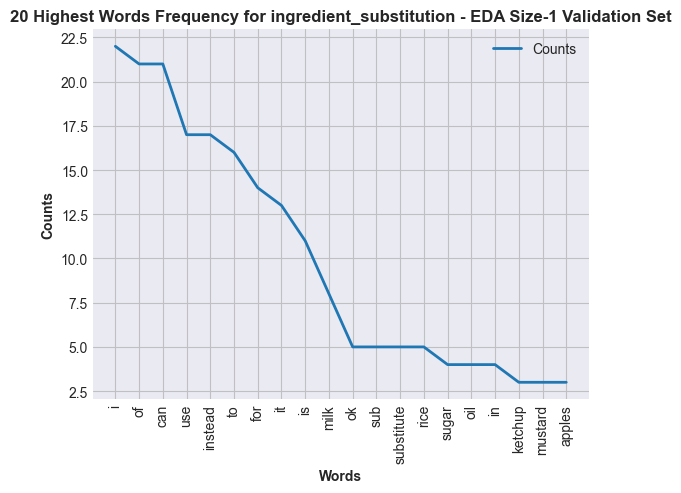 20 Highest Words Frequency for ingredient_substitution - EDA Size-1 Validation Set
Counts
22.5
20.0
17.5
15.0
12.5
10.0
7.5
5.0
2.5
Counts
i
of
can
use
instead
to
for
it
is
milk
ok
sub
substitute
rice
sugar
oil
in
ketchup
mustard
apples
Words